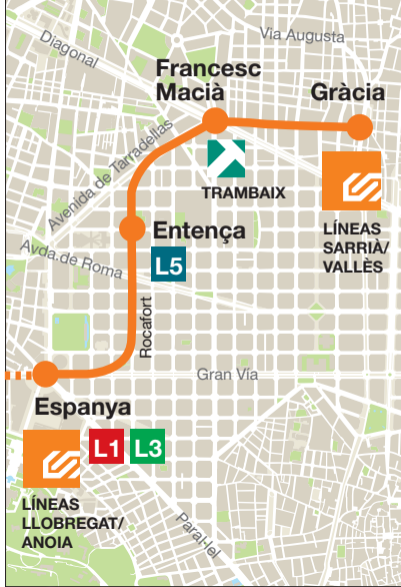 Via Augusta
Diagonal
Francesc
Macià
Gràcia
Avenida de Tarradellas
TRAMBAIX
LÍNEAS
SARRIÀ/
VALLÈS
Entença
L5
Avda.de Roma
Rocafort
Gran Vía
Espanya
L1 L3
LÍNEAS
LLOBREGAT/
ANOIA
Paral·lel